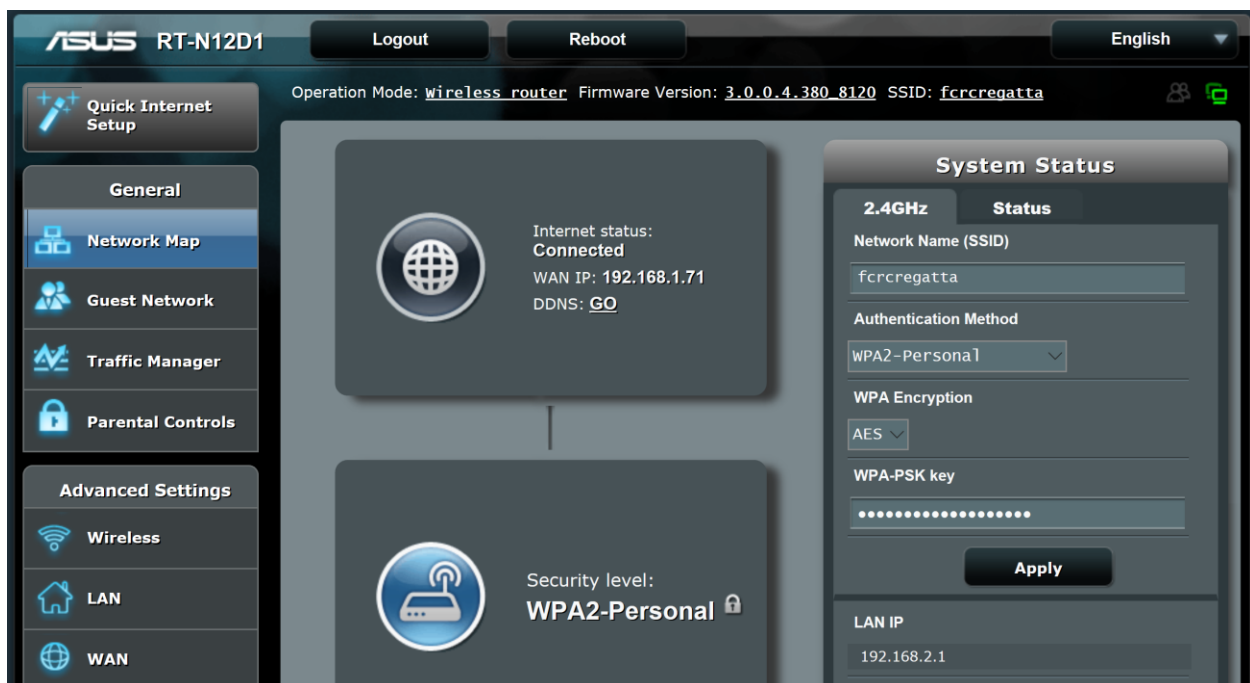 ASUS RT-N12D1 Logout Reboot English
Quick Internet
Setup
Operation Mode: Wireless router Firmware Version: 3.0.0.4.380_8120 SSID: fcrcregatta
General
Network Map
Guest Network
Traffic Manager
Parental Controls
Advanced Settings
Wireless
LAN
WAN
Internet status:
Connected
WAN IP: 192.168.1.71
DDNS: GO
Security level:
WPA2-Personal
System Status
2.4GHz Status
Network Name (SSID)
fcrcregatta
Authentication Method
WPA2-Personal
WPA Encryption
AES
WPA-PSK key
•••••••••••••••••••
Apply
LAN IP
192.168.2.1